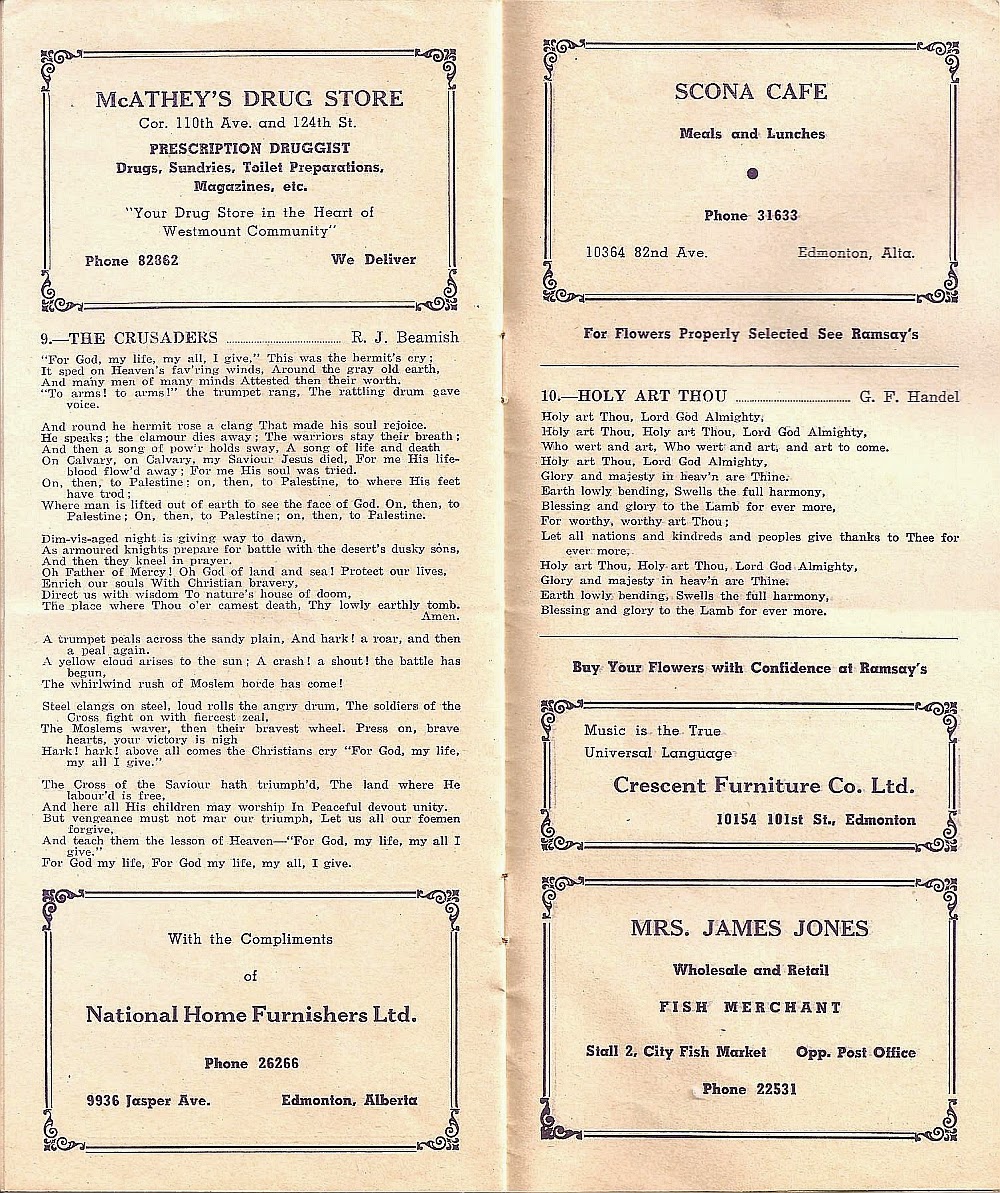 McATHEY'S DRUG STORE
Cor. 110th Ave. and 124th St.
PRESCRIPTION DRUGGIST
Drugs, Sundries, Toilet Preparations,
Magazines, etc.
"Your Drug Store in the Heart of
Westmount Community"
Phone 82362 We Deliver
9.—THE CRUSADERS ........................................ R. J. Beamish
"For God, my life, my all, I give," This was the hermit's cry;
It sped on Heaven's fav'ring winds, Around the gray old earth,
And many men of many minds Attested then their worth.
"To arms! to arms!" the trumpet rang, The rattling drum gave
voice.
And round he hermit rose a clang That made his soul rejoice.
He speaks; the clamour dies away; The warriors stay their breath;
And then a song of pow'r holds sway, A song of life and death
On Calvary, on Calvary, my Saviour Jesus died, For me His life-
blood flow'd away; For me His soul was tried.
On, then, to Palestine; on, then, to Palestine, to where His feet
have trod;
Where man is lifted out of earth to see the face of God. On, then, to
Palestine; On, then, to Palestine; on, then, to Palestine.
Dim-vis-aged night is giving way to dawn,
As armoured knights prepare for battle with the desert's dusky sons,
And then they kneel in prayer.
Oh Father of Mercy! Oh God of land and sea! Protect our lives,
Enrich our souls With Christian bravery,
Direct us with wisdom To nature's house of doom,
The place where Thou o'er camest death, Thy lowly earthly tomb.
Amen.
A trumpet peals across the sandy plain, And hark! a roar, and then
a peal again.
A yellow cloud arises to the sun; A crash! a shout! the battle has
begun,
The whirlwind rush of Moslem horde has come!
Steel clangs on steel, loud rolls the angry drum, The soldiers of the
Cross fight on with fiercest zeal,
The Moslems waver, then their bravest wheel. Press on, brave
hearts, your victory is nigh
Hark! hark! above all comes the Christians cry "For God, my life,
my all I give."
The Cross of the Saviour hath triumph'd, The land where He
labour'd is free,
And here all His children may worship In Peaceful devout unity.
But vengeance must not mar our triumph, Let us all our foemen
forgive,
And teach them the lesson of Heaven—"For God, my life, my all I
give."
For God my life, For God my life, my all, I give.
With the Compliments
of
National Home Furnishers Ltd.
Phone 26266
9936 Jasper Ave. Edmonton, Alberta
SCONA CAFE
Meals and Lunches
Phone 31633
10364 82nd Ave. Edmonton, Alta.
For Flowers Properly Selected See Ramsay's
10.—HOLY ART THOU ........................................ G. F. Handel
Holy art Thou, Lord God Almighty,
Holy art Thou, Holy art Thou, Lord God Almighty,
Who wert and art, Who wert and art, and art to come.
Holy art Thou, Lord God Almighty,
Glory and majesty in heav'n are Thine.
Earth lowly bending, Swells the full harmony,
Blessing and glory to the Lamb for ever more,
For worthy, worthy art Thou;
Let all nations and kindreds and peoples give thanks to Thee for
ever more,
Holy art Thou, Holy art Thou, Lord God Almighty,
Glory and majesty in heav'n are Thine.
Earth lowly bending, Swells the full harmony,
Blessing and glory to the Lamb for ever more.
Buy Your Flowers with Confidence at Ramsay's
Music is the True
Universal Language
Crescent Furniture Co. Ltd.
10154 101st St., Edmonton
MRS. JAMES JONES
Wholesale and Retail
FISH MERCHANT
Stall 2, City Fish Market Opp. Post Office
Phone 22531